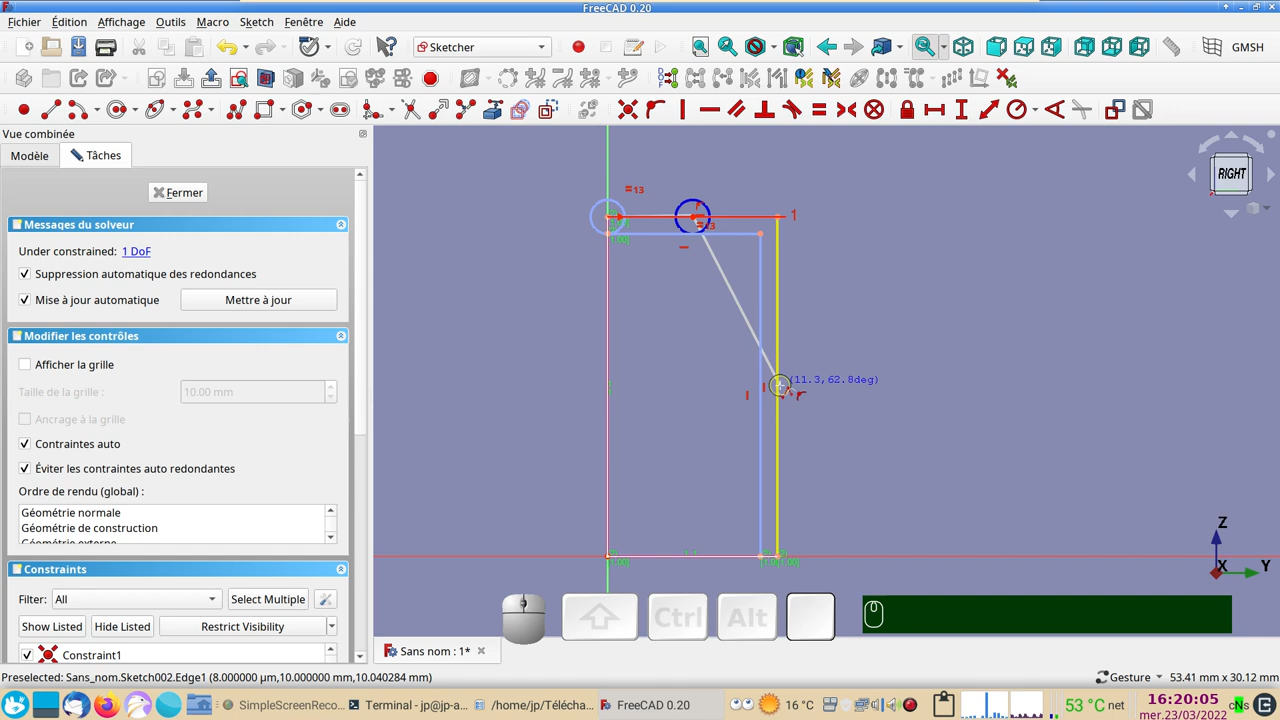 FreeCAD 0.20
Fichier Édition Affichage Outils Macro Sketch Fenêtre Aide
Sketcher
GMSH
Vue combinée
Modèle Tâches
Fermer
Messages du solveur
Under constrained: 1 DoF
Suppression automatique des redondances
Mise à jour automatique Mettre à jour
Modifier les contrôles
Afficher la grille
Taille de la grille : 10.00 mm
Ancrage à la grille
Contraintes auto
Éviter les contraintes auto redondantes
Ordre de rendu (global) :
Géométrie normale
Géométrie de construction
Géométrie externe
Constraints
Filter: All Select Multiple
Show Listed Hide Listed Restrict Visibility
Constraint1
=13
1
(11.3,62.8deg)
RIGHT
Z
X Y
Ctrl Alt
Sans nom : 1*
Preselected: Sans_nom.Sketch002.Edge1 (8.000000 µm,10.000000 mm,10.040234 mm)
Gesture 53.41 mm x 30.12 mm
SimpleScreenReco... Terminal - jp@jp-a... /home/jp/Télécha... FreeCAD 0.20
16 °C
53 °C net
16:20:05
mer.23/03/2022